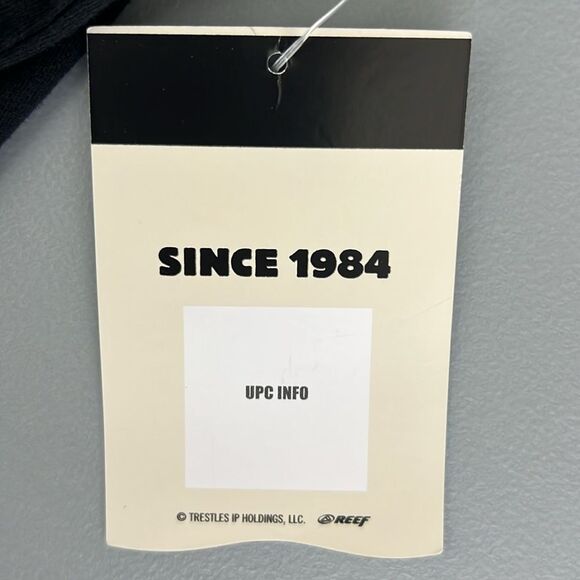 SINCE 1984
UPC INFO
© TRESTLES IP HOLDINGS, LLC. REEF